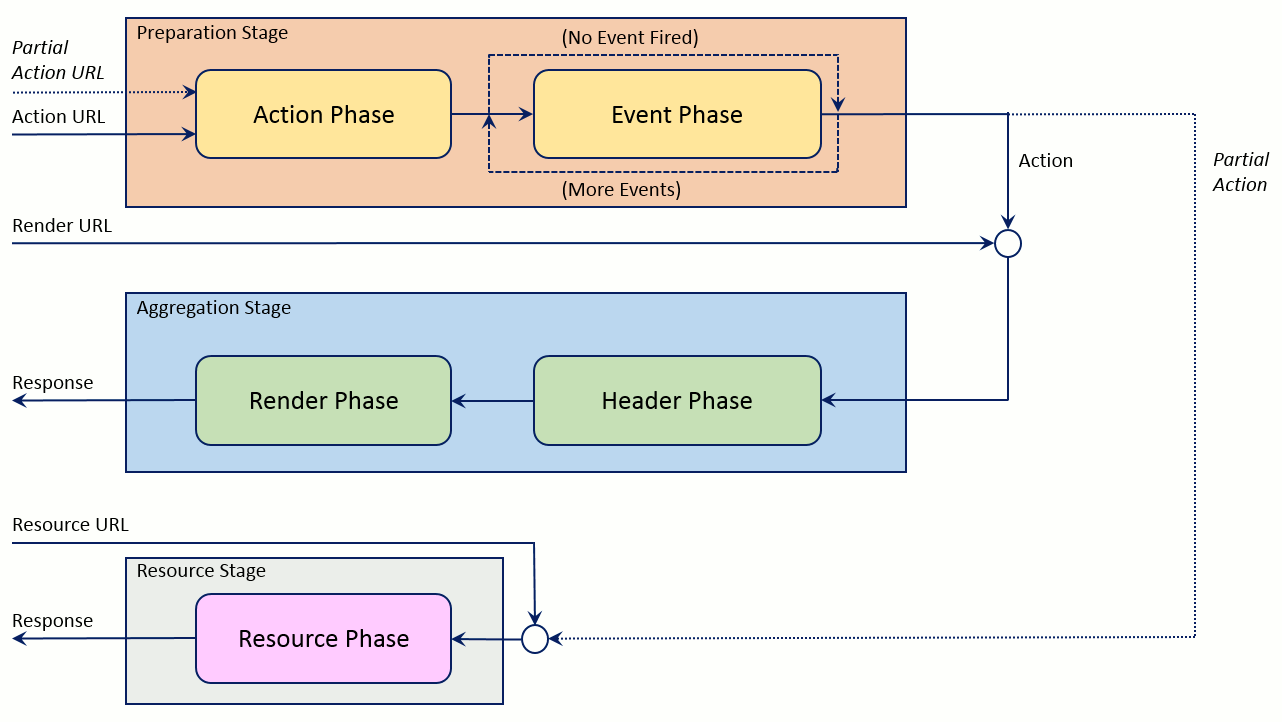 Preparation Stage
(No Event Fired)
Partial
Action URL
Action URL
Action Phase
Event Phase
(More Events)
Action
Partial
Action
Render URL
Aggregation Stage
Response
Render Phase
Header Phase
Resource URL
Resource Stage
Response
Resource Phase